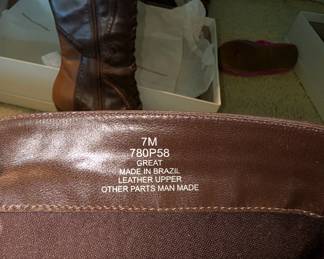 7M
780P58
GREAT
MADE IN BRAZIL
LEATHER UPPER
OTHER PARTS MAN MADE